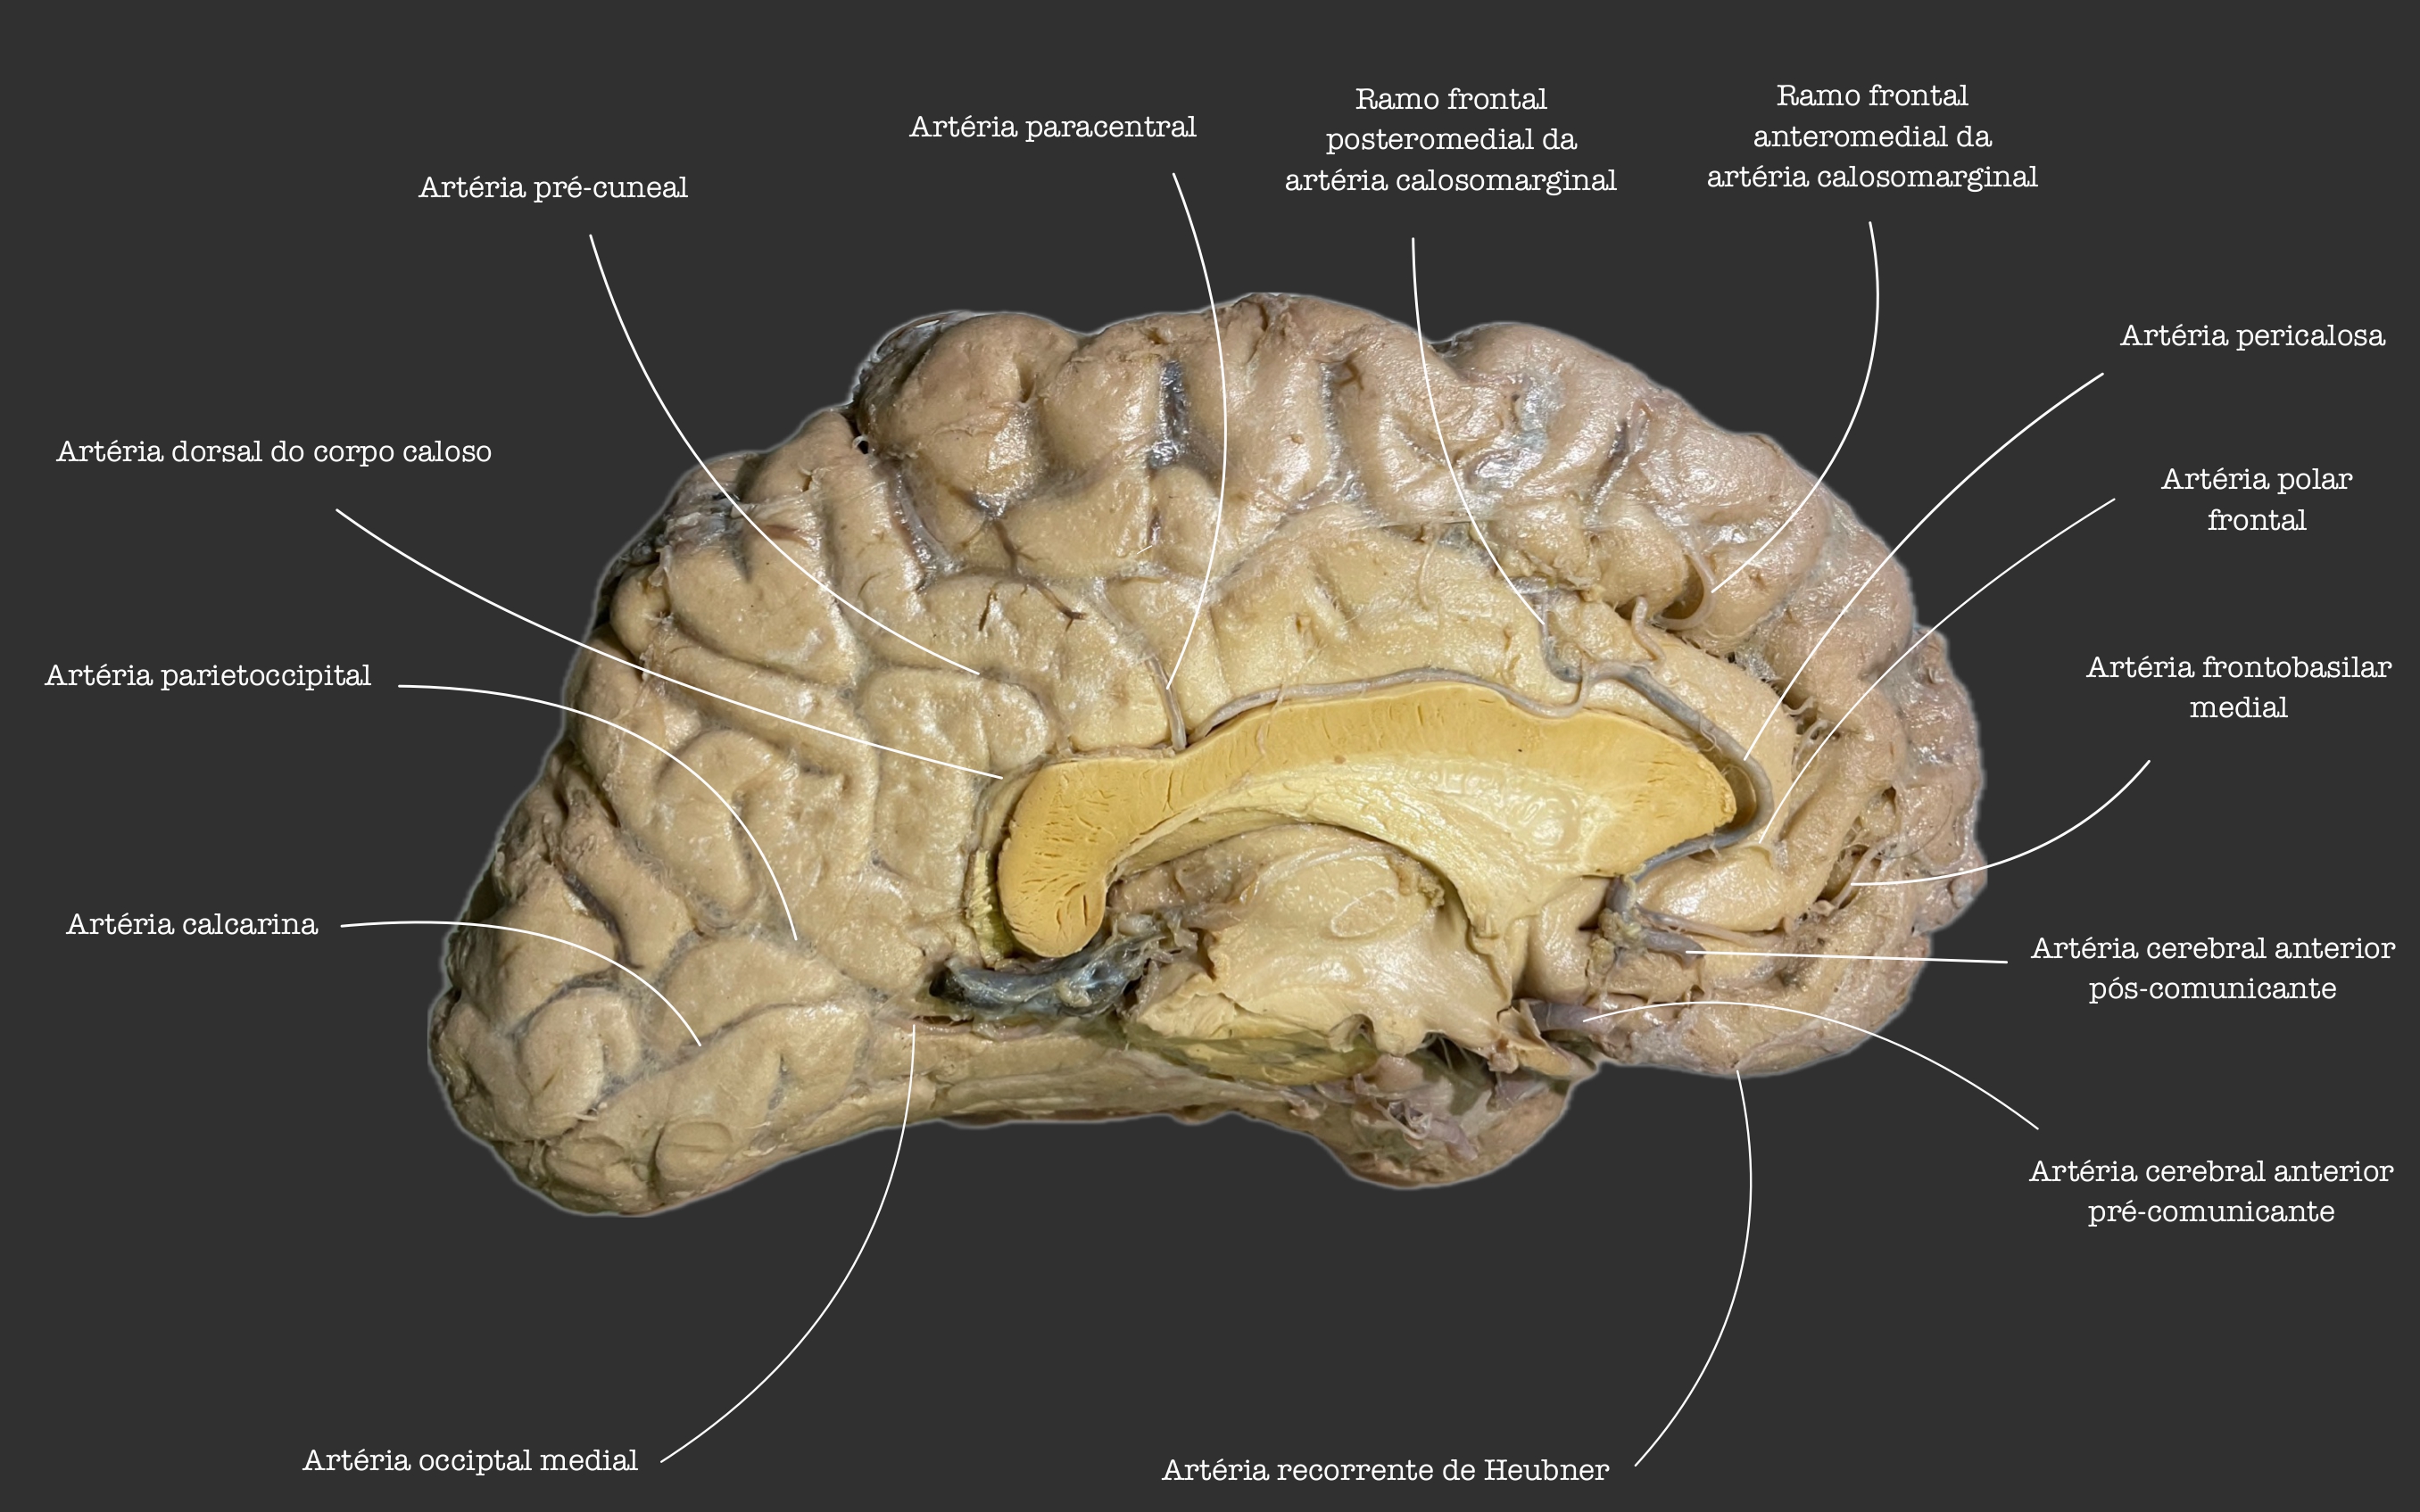 Ramo frontal
posteromedial da
artéria calosomarginal
Ramo frontal
anteromedial da
artéria calosomarginal
Artéria paracentral
Artéria pré-cuneal
Artéria pericalosa
Artéria dorsal do corpo caloso
Artéria polar
frontal
Artéria parietoccipital
Artéria frontobasilar
medial
Artéria calcarina
Artéria cerebral anterior
pós-comunicante
Artéria cerebral anterior
pré-comunicante
Artéria occiptal medial
Artéria recorrente de Heubner